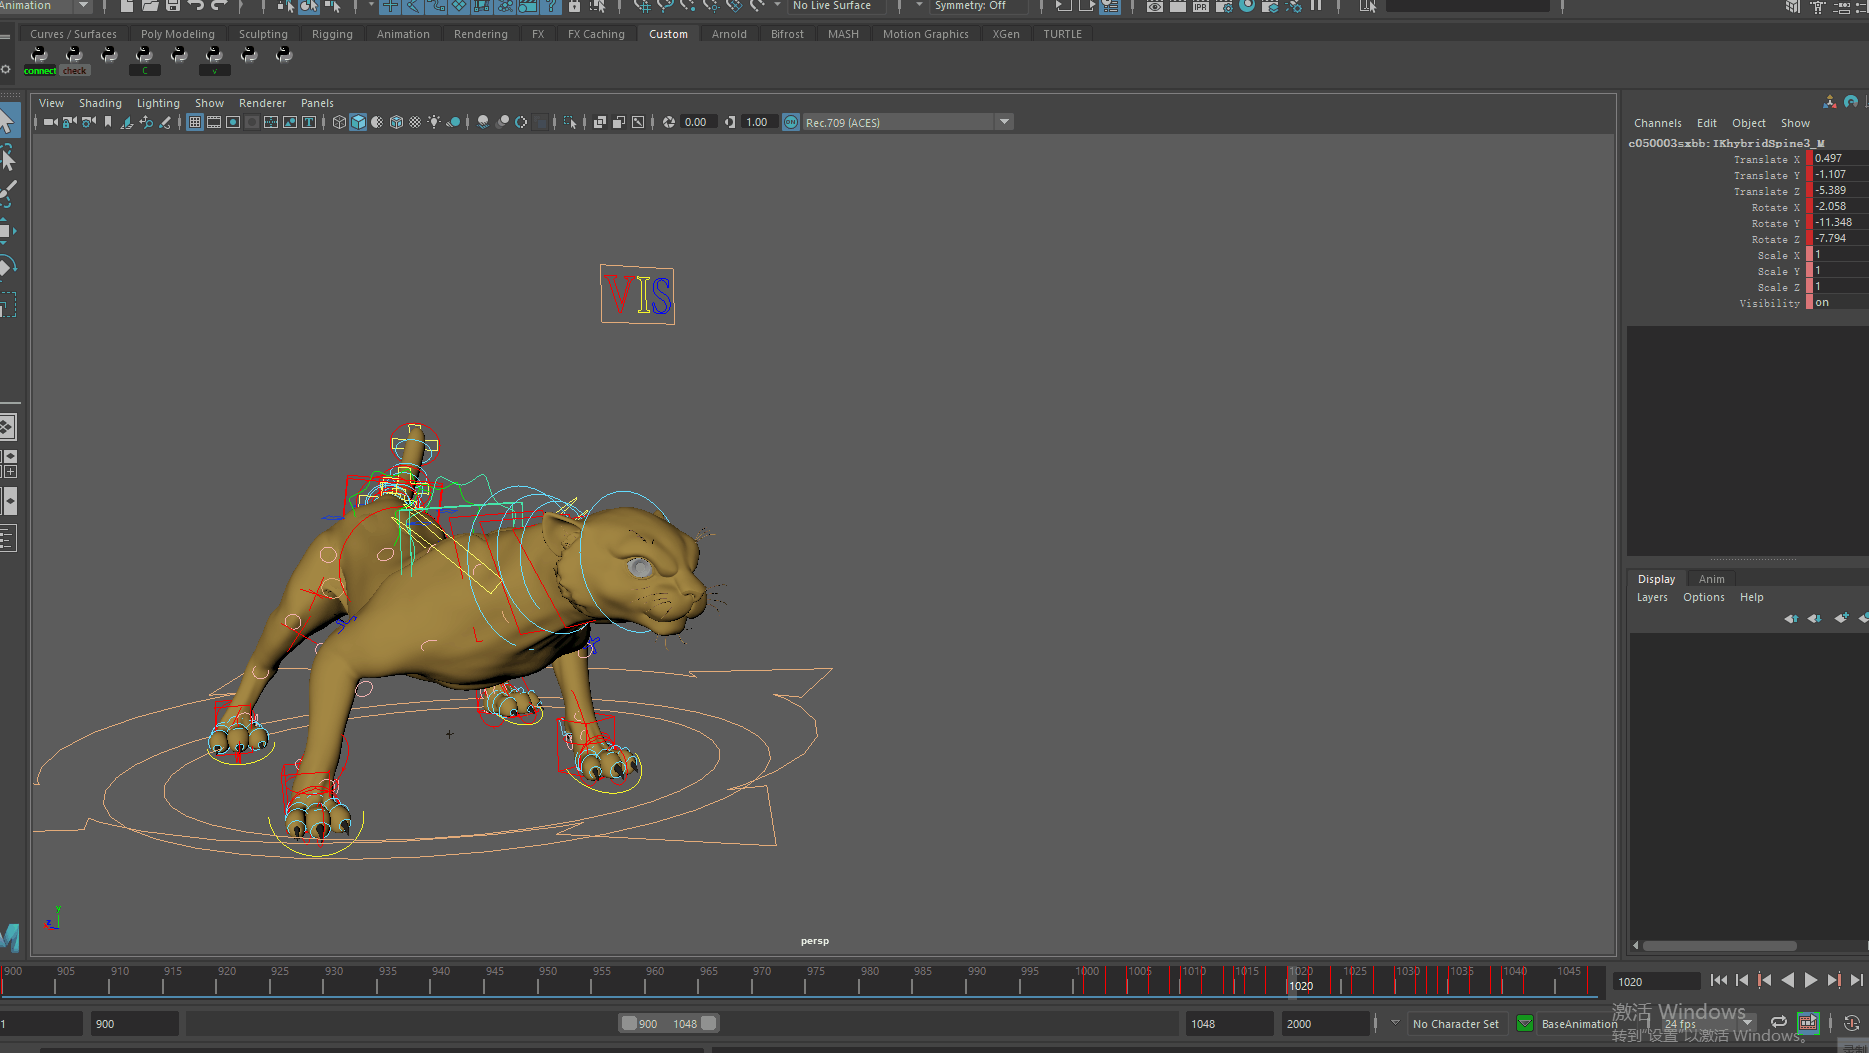 Animation
No Live Surface
Symmetry: Off
Curves / Surfaces Poly Modeling Sculpting Rigging Animation Rendering FX FX Caching Custom Arnold Bifrost MASH Motion Graphics XGen TURTLE
connect check C v
View Shading Lighting Show Renderer Panels
0.00 1.00 ON Rec.709 (ACES)
Channels Edit Object Show
c050003sxbb:IKhybridSpine3_M
Translate X 0.497
Translate Y -1.107
Translate Z -5.389
Rotate X -2.058
Rotate Y -11.348
Rotate Z -7.794
Scale X 1
Scale Y 1
Scale Z 1
Visibility on
VIS
Display Anim
Layers Options Help
y
z
persp
900 905 910 915 920 925 930 935 940 945 950 955 960 965 970 975 980 985 990 995 1000 1005 1010 1015 1020 1025 1030 1035 1040 1045
1020
1020
1 900 900 1048 1048 2000 No Character Set BaseAnimation 24 fps
激活 Windows
转到"设置"以激活 Windows。